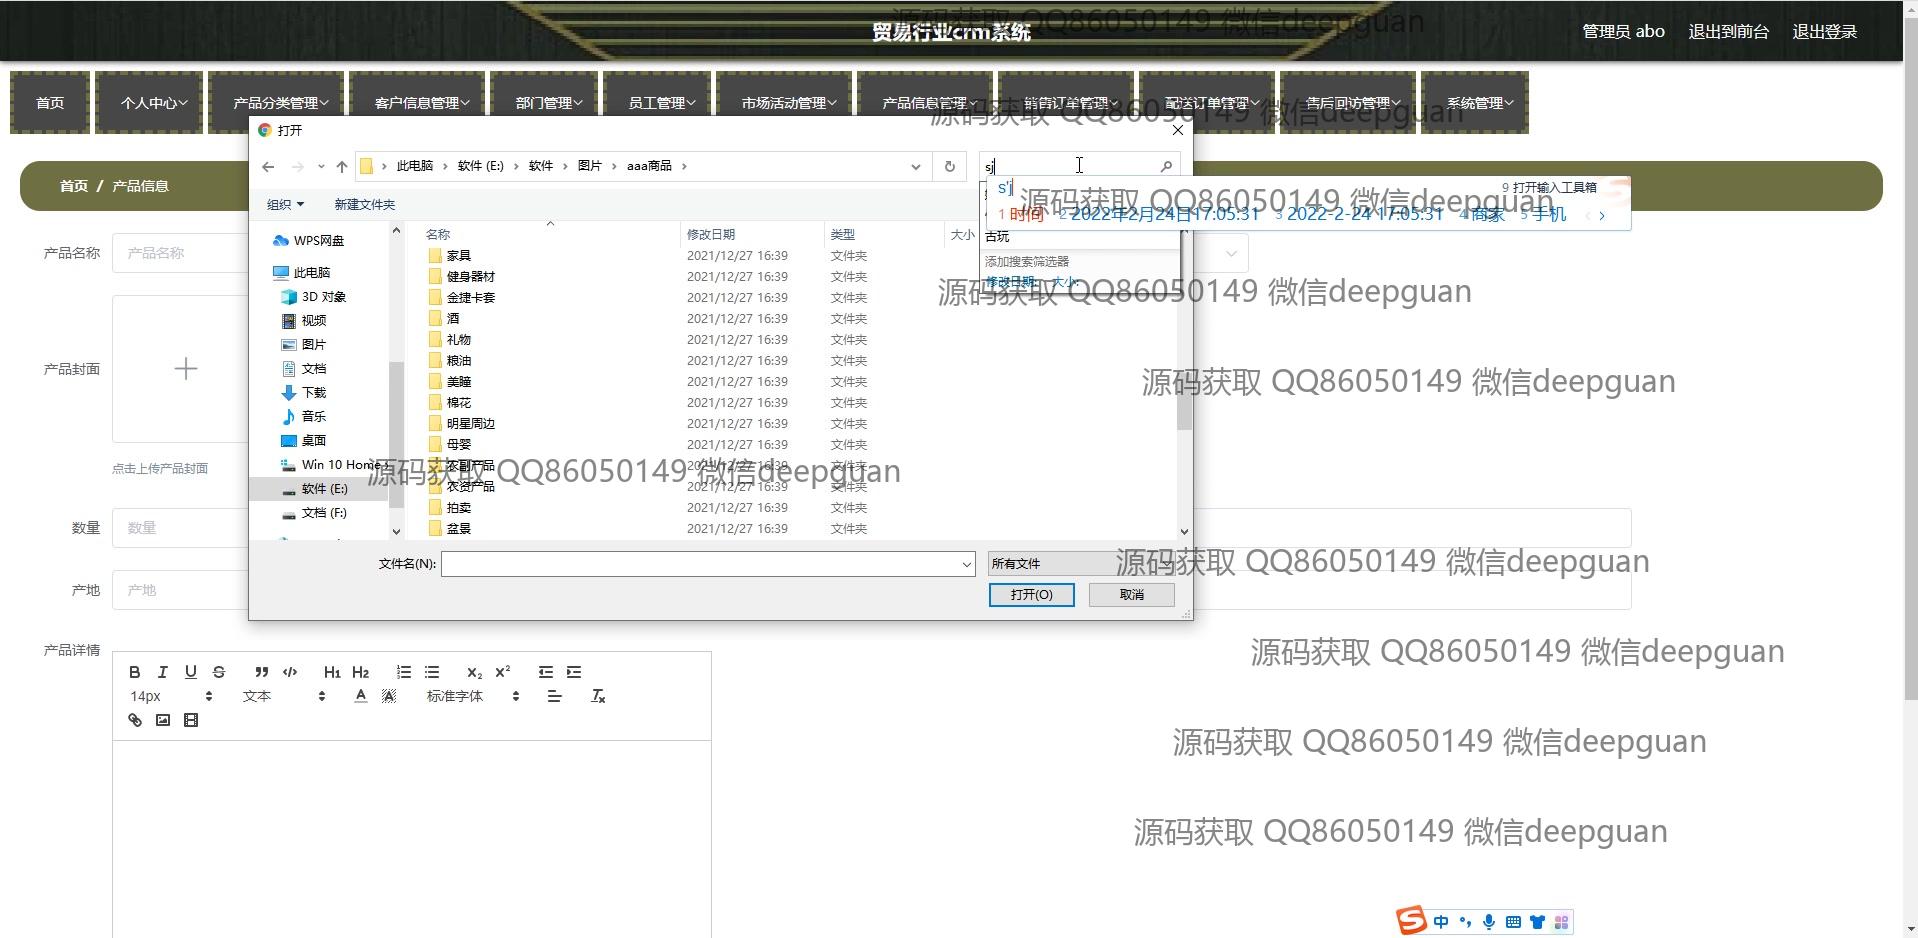 源码获取 QQ86050149 微信deepguan
贸易行业crm系统
管理员 abo 退出到前台 退出登录
首页 个人中心 产品分类管理 客户信息管理 部门管理 员工管理 市场活动管理 产品信息管理 销售订单管理 配送订单管理 售后回访管理 系统管理
源码获取 QQ86050149 微信deepguan
打开
此电脑 › 软件 (E:) › 软件 › 图片 › aaa商品 ›
sj
首页 / 产品信息
s'j
9 打开输入工具箱
源码获取 QQ86050149 微信deepguan
组织 新建文件夹
1 时间 2 2022年2月24日17:05:31 3 2022-2-24 17:05:31 4 商家 5 手机
古玩
添加搜索筛选器
修改日期: 大小:
名称 修改日期 类型 大小
WPS网盘
此电脑
3D 对象
视频
图片
文档
下载
音乐
桌面
Win 10 Home
软件 (E:)
文档 (F:)
家具 2021/12/27 16:39 文件夹
健身器材 2021/12/27 16:39 文件夹
金捷卡套 2021/12/27 16:39 文件夹
酒 2021/12/27 16:39 文件夹
礼物 2021/12/27 16:39 文件夹
粮油 2021/12/27 16:39 文件夹
美瞳 2021/12/27 16:39 文件夹
棉花 2021/12/27 16:39 文件夹
明星周边 2021/12/27 16:39 文件夹
母婴 2021/12/27 16:39 文件夹
农副产品 2021/12/27 16:39 文件夹
农资产品 2021/12/27 16:39 文件夹
拍卖 2021/12/27 16:39 文件夹
盆景 2021/12/27 16:39 文件夹
源码获取 QQ86050149 微信deepguan
源码获取 QQ86050149 微信deepguan
源码获取 QQ86050149 微信deepguan
文件名(N):
所有文件
打开(O) 取消
源码获取 QQ86050149 微信deepguan
产品名称 产品名称
产品封面
点击上传产品封面
数量 数量
产地 产地
产品详情
源码获取 QQ86050149 微信deepguan
B I U S H1 H2 X2 X2
14px 文本 A A 标准字体 Tx
源码获取 QQ86050149 微信deepguan
源码获取 QQ86050149 微信deepguan
S 中